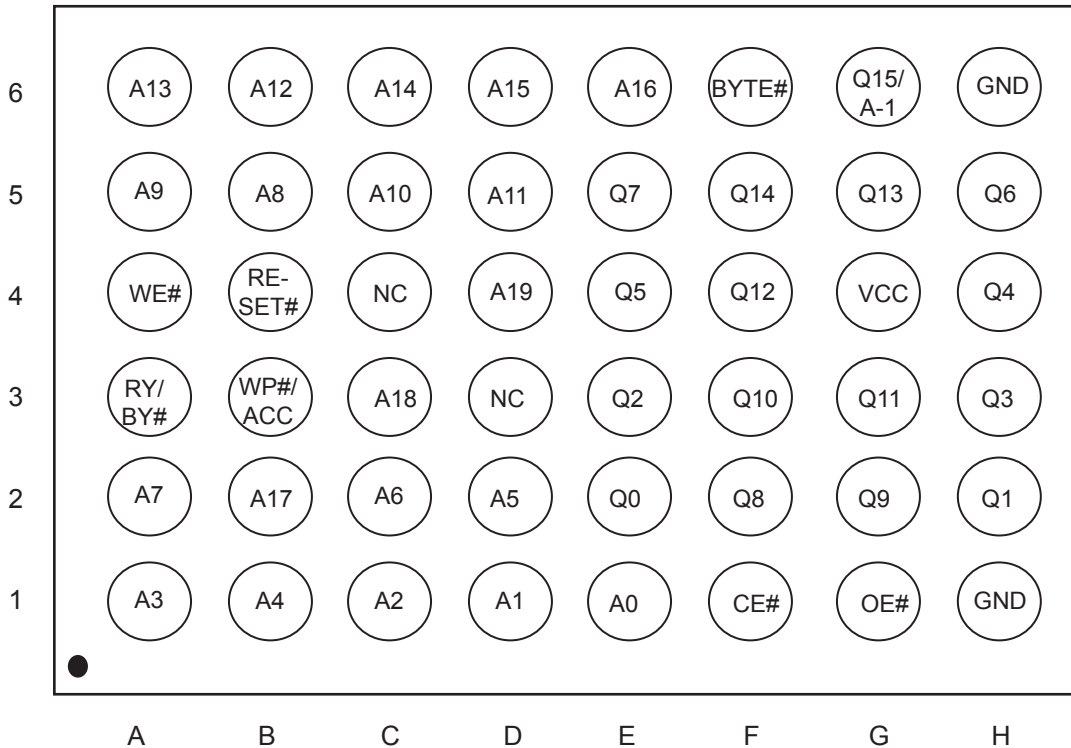 6 A13 A12 A14 A15 A16 BYTE# Q15/ A-1 GND
5 A9 A8 A10 A11 Q7 Q14 Q13 Q6
4 WE# RE- SET# NC A19 Q5 Q12 VCC Q4
3 RY/ BY# WP#/ ACC A18 NC Q2 Q10 Q11 Q3
2 A7 A17 A6 A5 Q0 Q8 Q9 Q1
1 A3 A4 A2 A1 A0 CE# OE# GND
A B C D E F G H